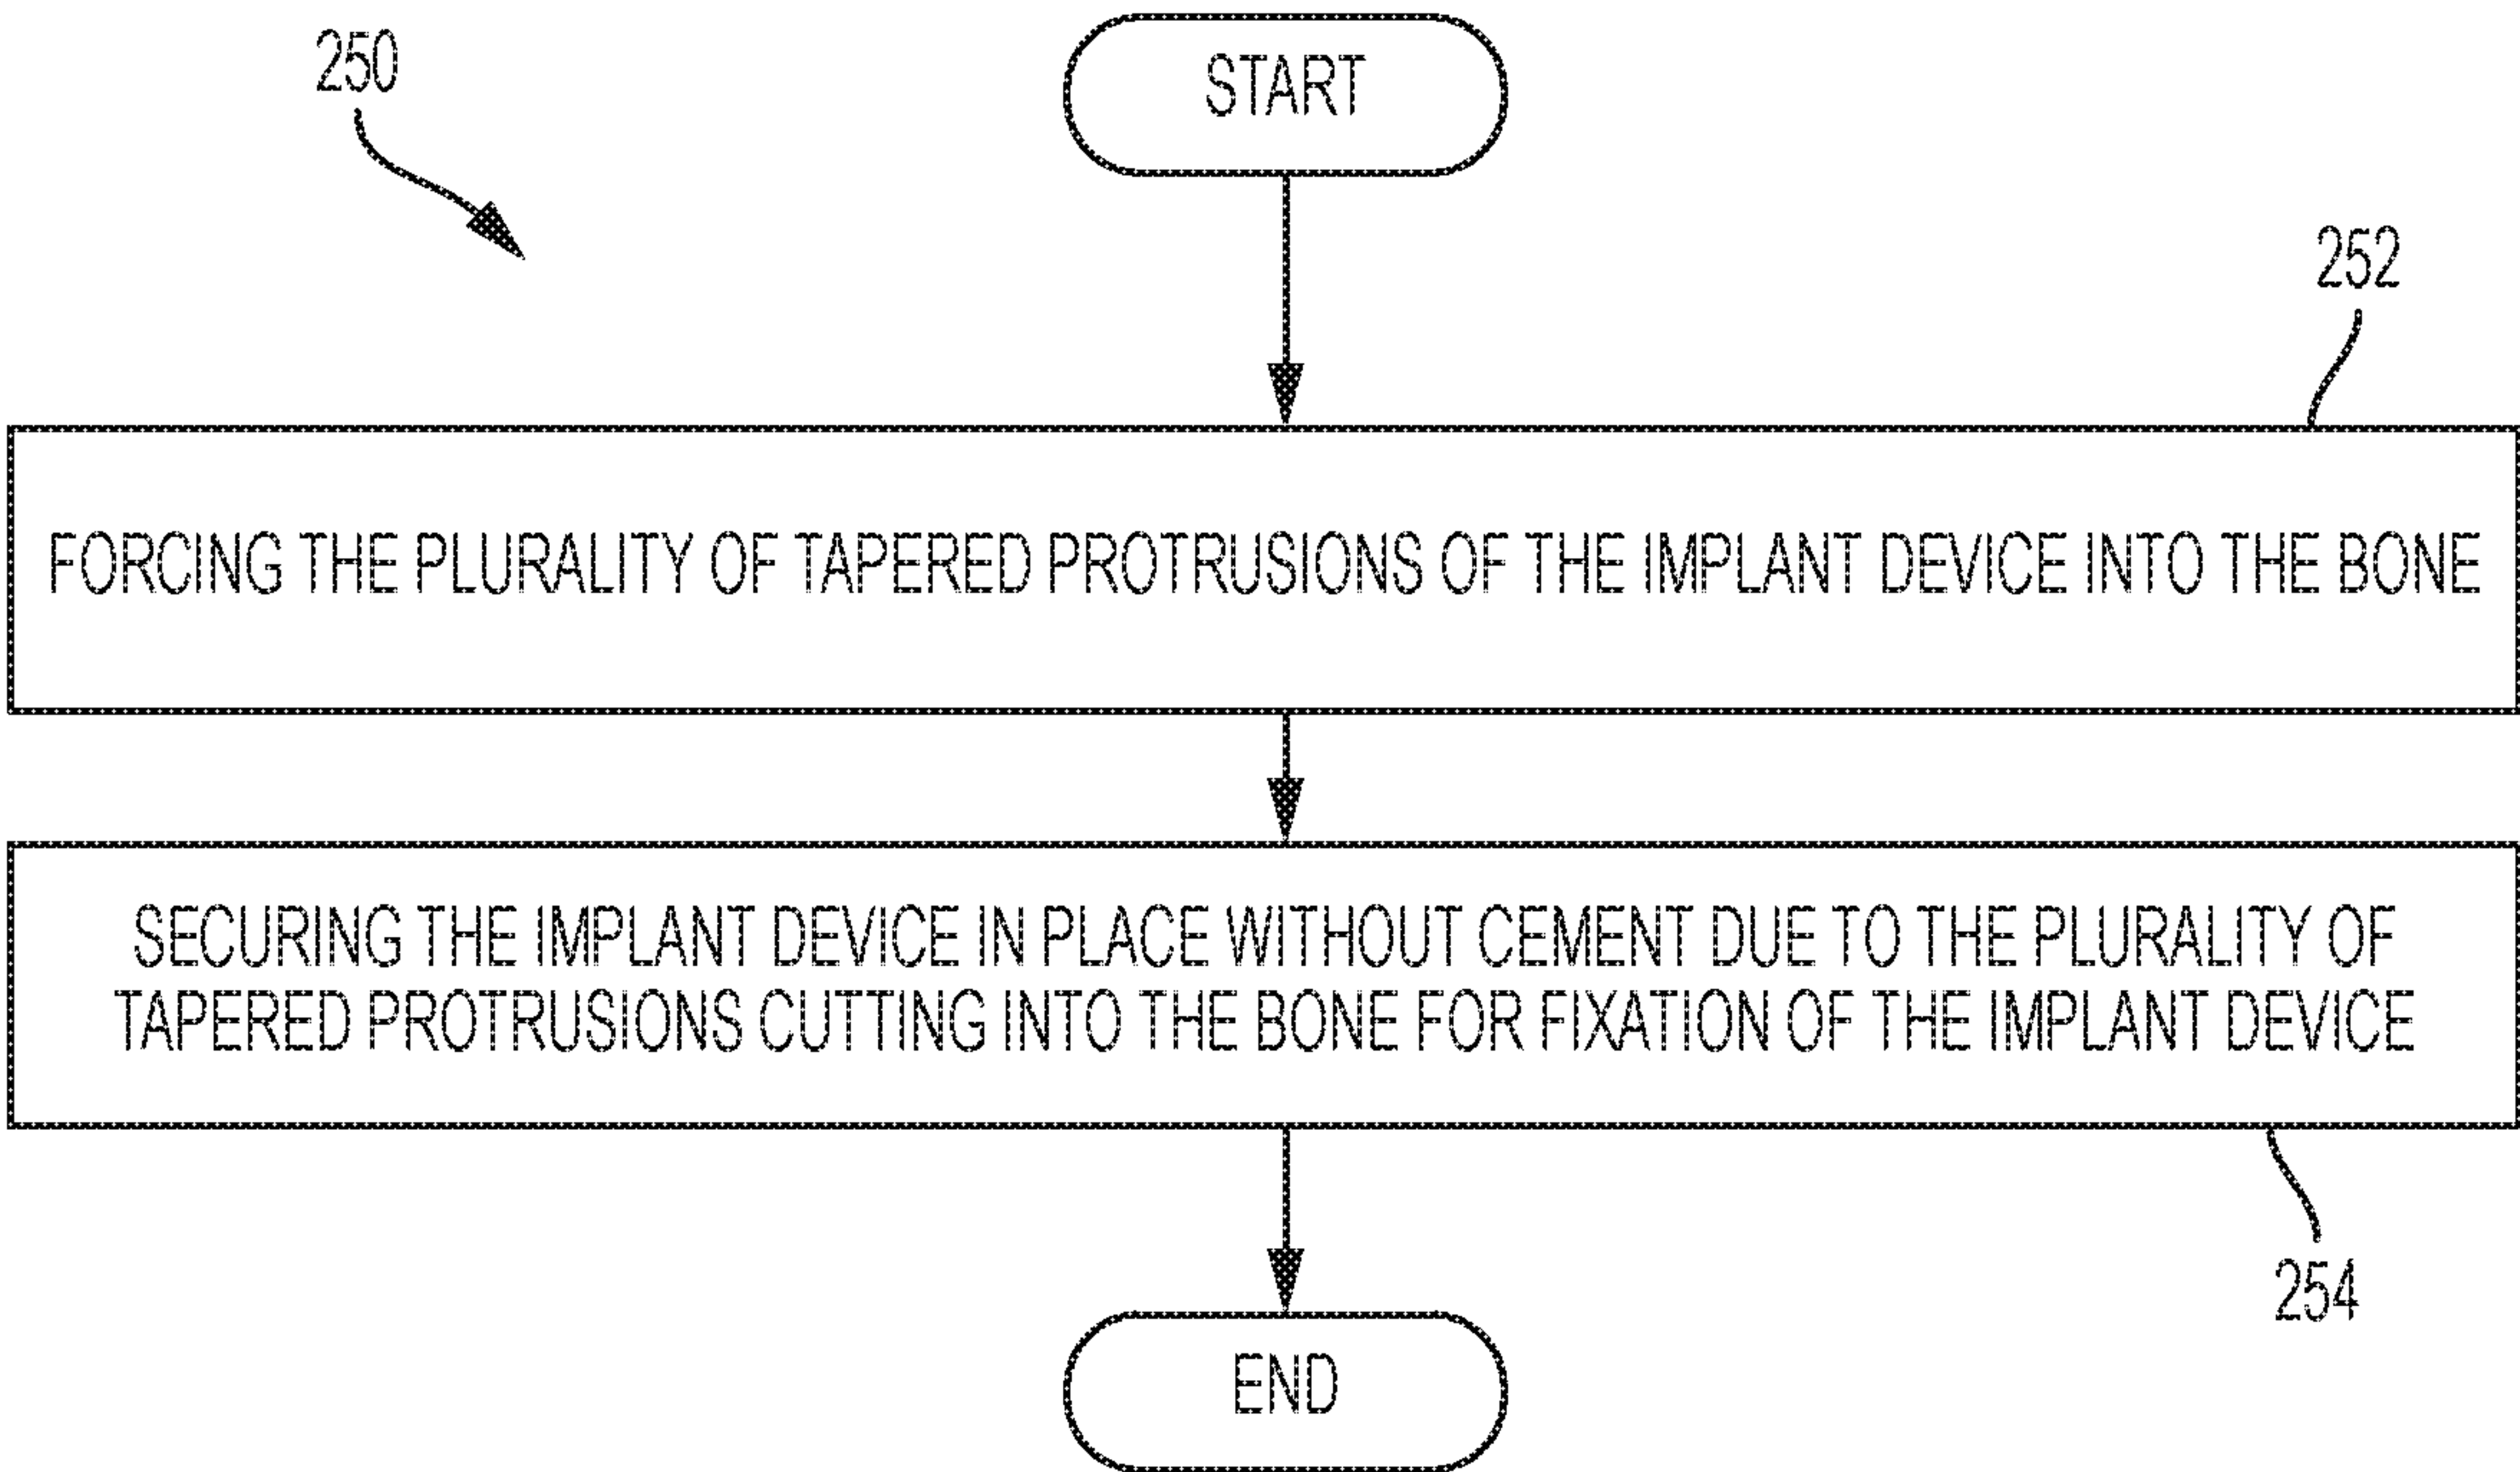 250
START
252
FORCING THE PLURALITY OF TAPERED PROTRUSIONS OF THE IMPLANT DEVICE INTO THE BONE
SECURING THE IMPLANT DEVICE IN PLACE WITHOUT CEMENT DUE TO THE PLURALITY OF
TAPERED PROTRUSIONS CUTTING INTO THE BONE FOR FIXATION OF THE IMPLANT DEVICE
254
END